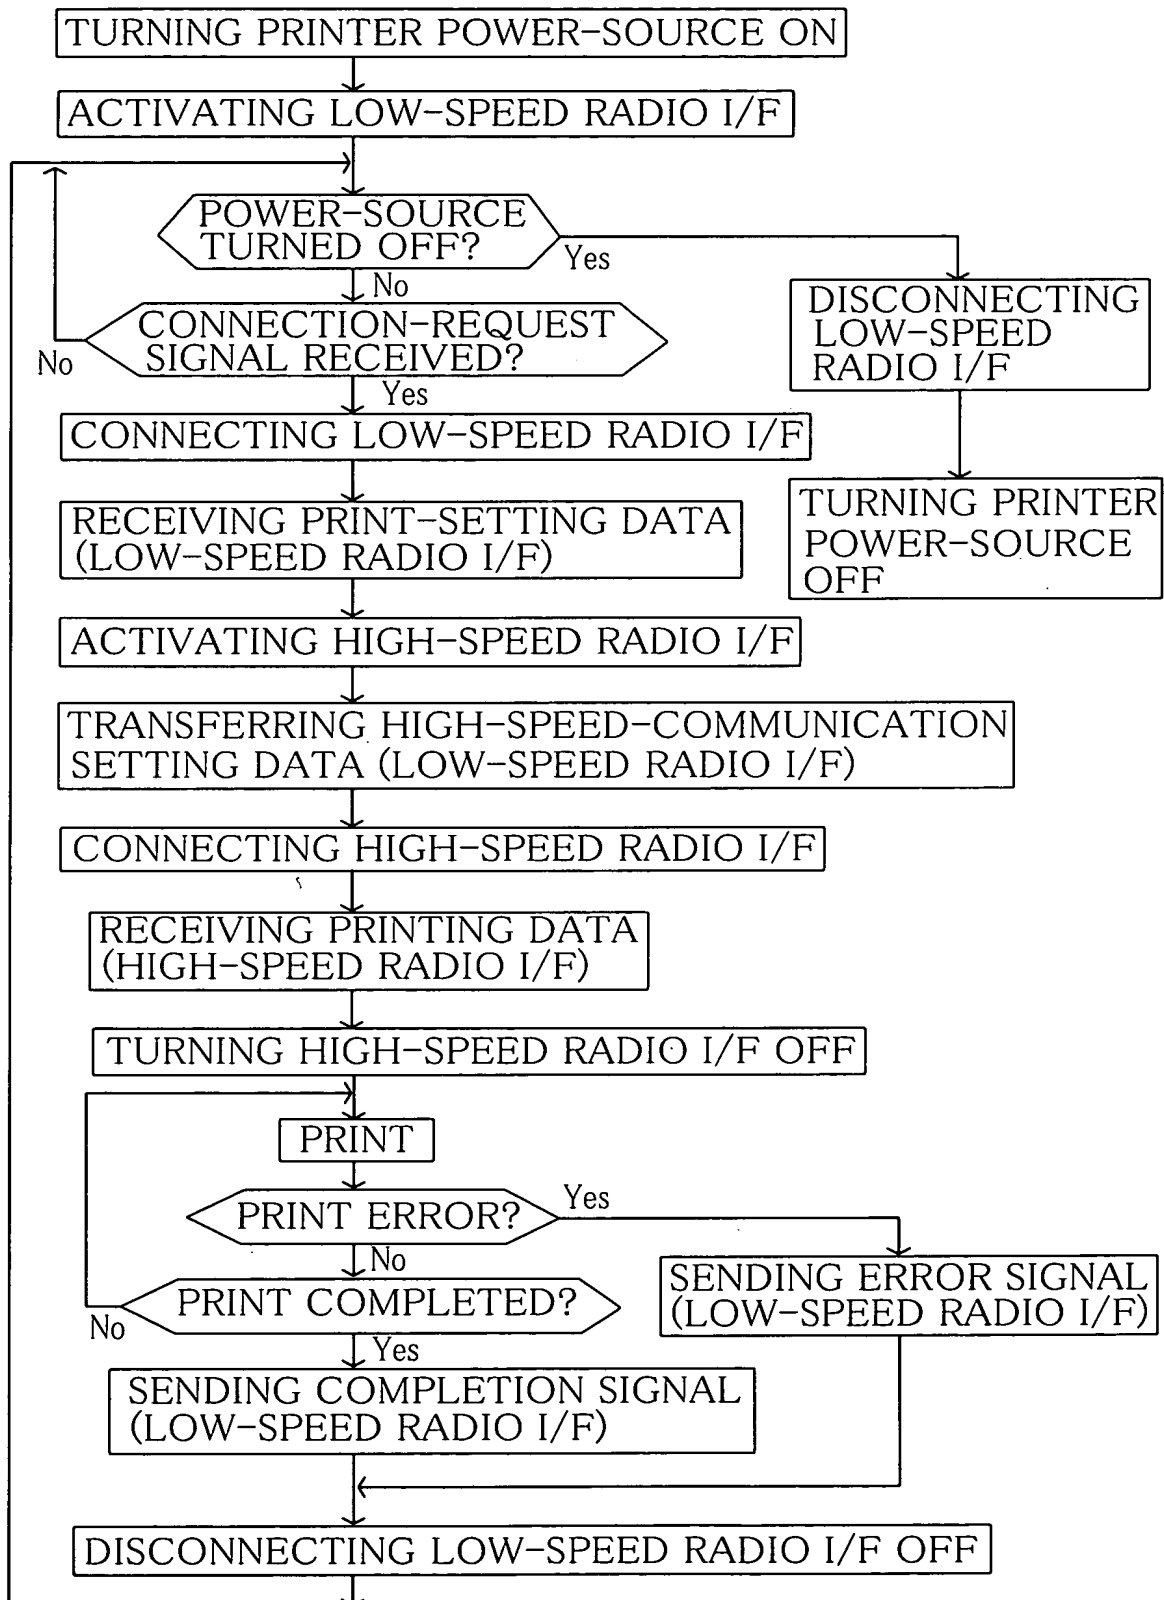 TURNING PRINTER POWER-SOURCE ON
ACTIVATING LOW-SPEED RADIO I/F
POWER-SOURCE
TURNED OFF?
Yes
No
CONNECTION-REQUEST
SIGNAL RECEIVED?
No
Yes
DISCONNECTING
LOW-SPEED
RADIO I/F
CONNECTING LOW-SPEED RADIO I/F
TURNING PRINTER
POWER-SOURCE
OFF
RECEIVING PRINT-SETTING DATA
(LOW-SPEED RADIO I/F)
ACTIVATING HIGH-SPEED RADIO I/F
TRANSFERRING HIGH-SPEED-COMMUNICATION
SETTING DATA (LOW-SPEED RADIO I/F)
CONNECTING HIGH-SPEED RADIO I/F
RECEIVING PRINTING DATA
(HIGH-SPEED RADIO I/F)
TURNING HIGH-SPEED RADIO I/F OFF
PRINT
PRINT ERROR?
Yes
No
SENDING ERROR SIGNAL
(LOW-SPEED RADIO I/F)
PRINT COMPLETED?
No
Yes
SENDING COMPLETION SIGNAL
(LOW-SPEED RADIO I/F)
DISCONNECTING LOW-SPEED RADIO I/F OFF